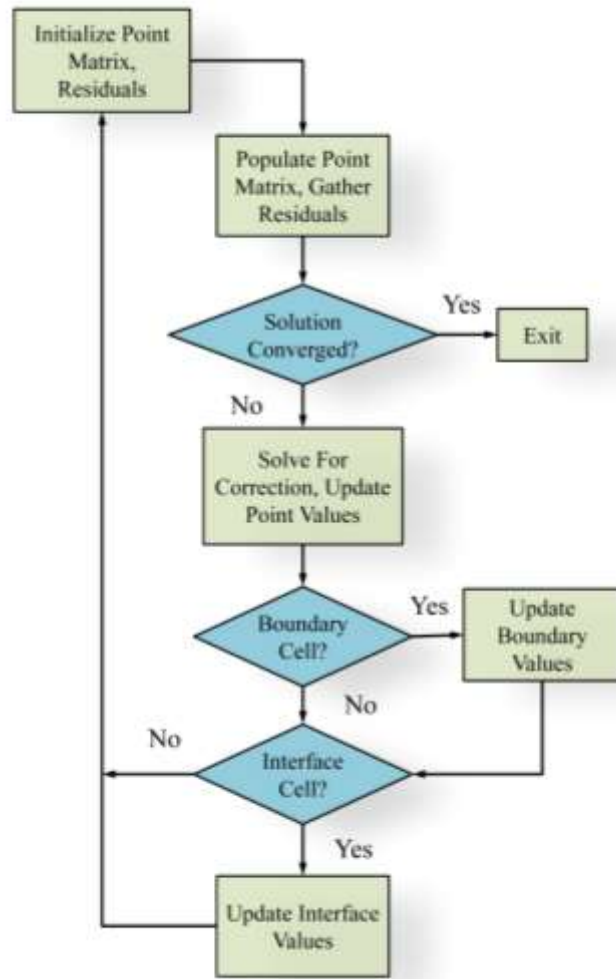 Initialize Point
Matrix,
Residuals
Populate Point
Matrix, Gather
Residuals
Solution
Converged?
Yes
Exit
No
Solve For
Correction, Update
Point Values
Boundary
Cell?
Yes
Update
Boundary
Values
No
Interface
Cell?
No
Yes
Update Interface
Values